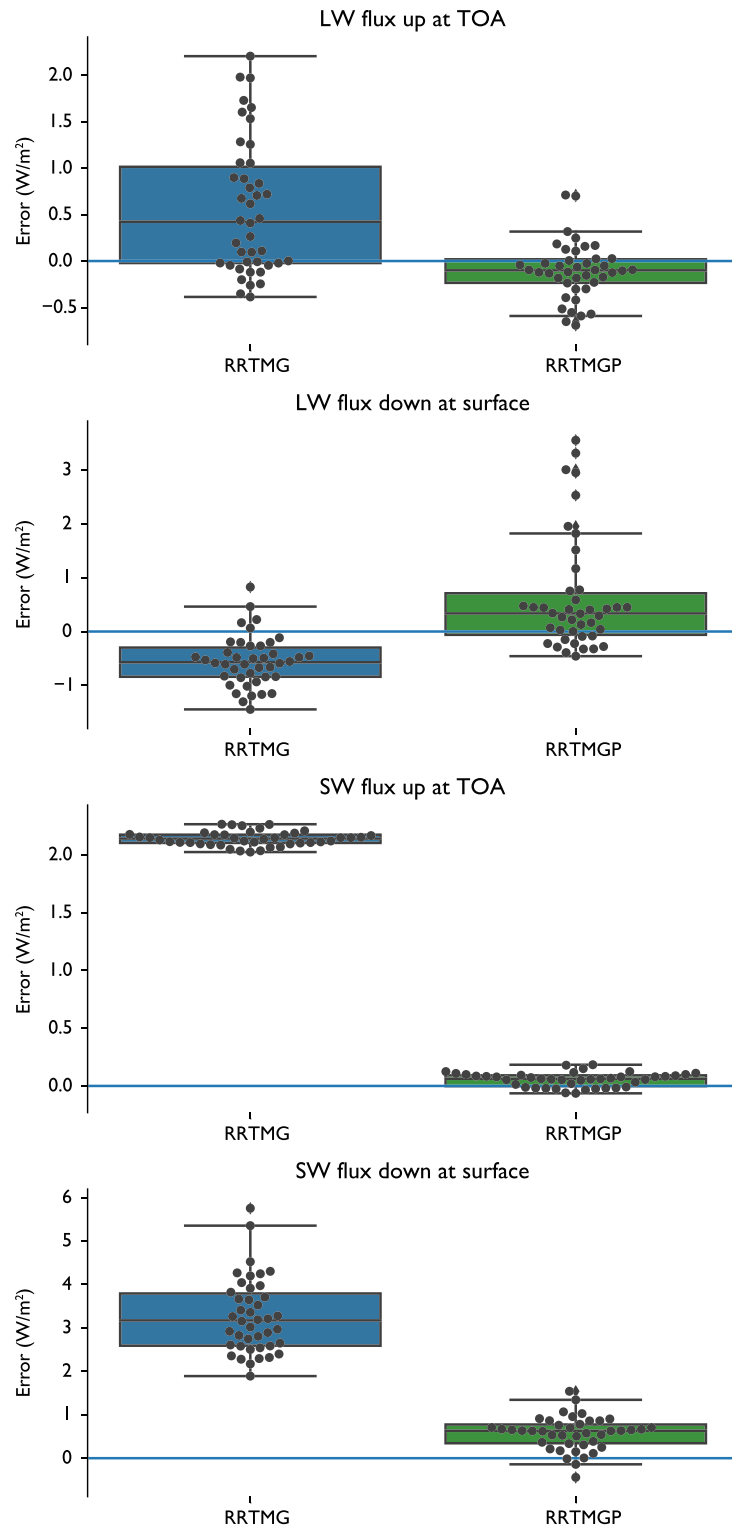 LW flux up at TOA
Error (W/m²)
2.0
1.5
1.0
0.5
0.0
−0.5
RRTMG RRTMGP
LW flux down at surface
Error (W/m²)
3
2
1
0
−1
RRTMG RRTMGP
SW flux up at TOA
Error (W/m²)
2.0
1.5
1.0
0.5
0.0
RRTMG RRTMGP
SW flux down at surface
Error (W/m²)
6
5
4
3
2
1
0
RRTMG RRTMGP